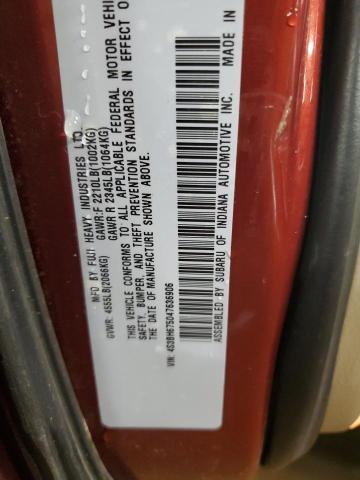 MFD BY FUJI HEAVY INDUSTRIES LTD.
GVWR: 4555LB(2066KG) GAWR:F 2210LB(1002KG)
GAWR R 2345LB(1064KG)
THIS VEHICLE CONFORMS TO ALL APPLICABLE FEDERAL MOTOR VEHI
SAFETY, BUMPER, AND THEFT PREVENTION STANDARDS IN EFFECT O
THE DATE OF MANUFACTURE SHOWN ABOVE.
VIN: 4S3BH675047636906
ASSEMBLED BY SUBARU OF INDIANA AUTOMOTIVE INC. MADE IN